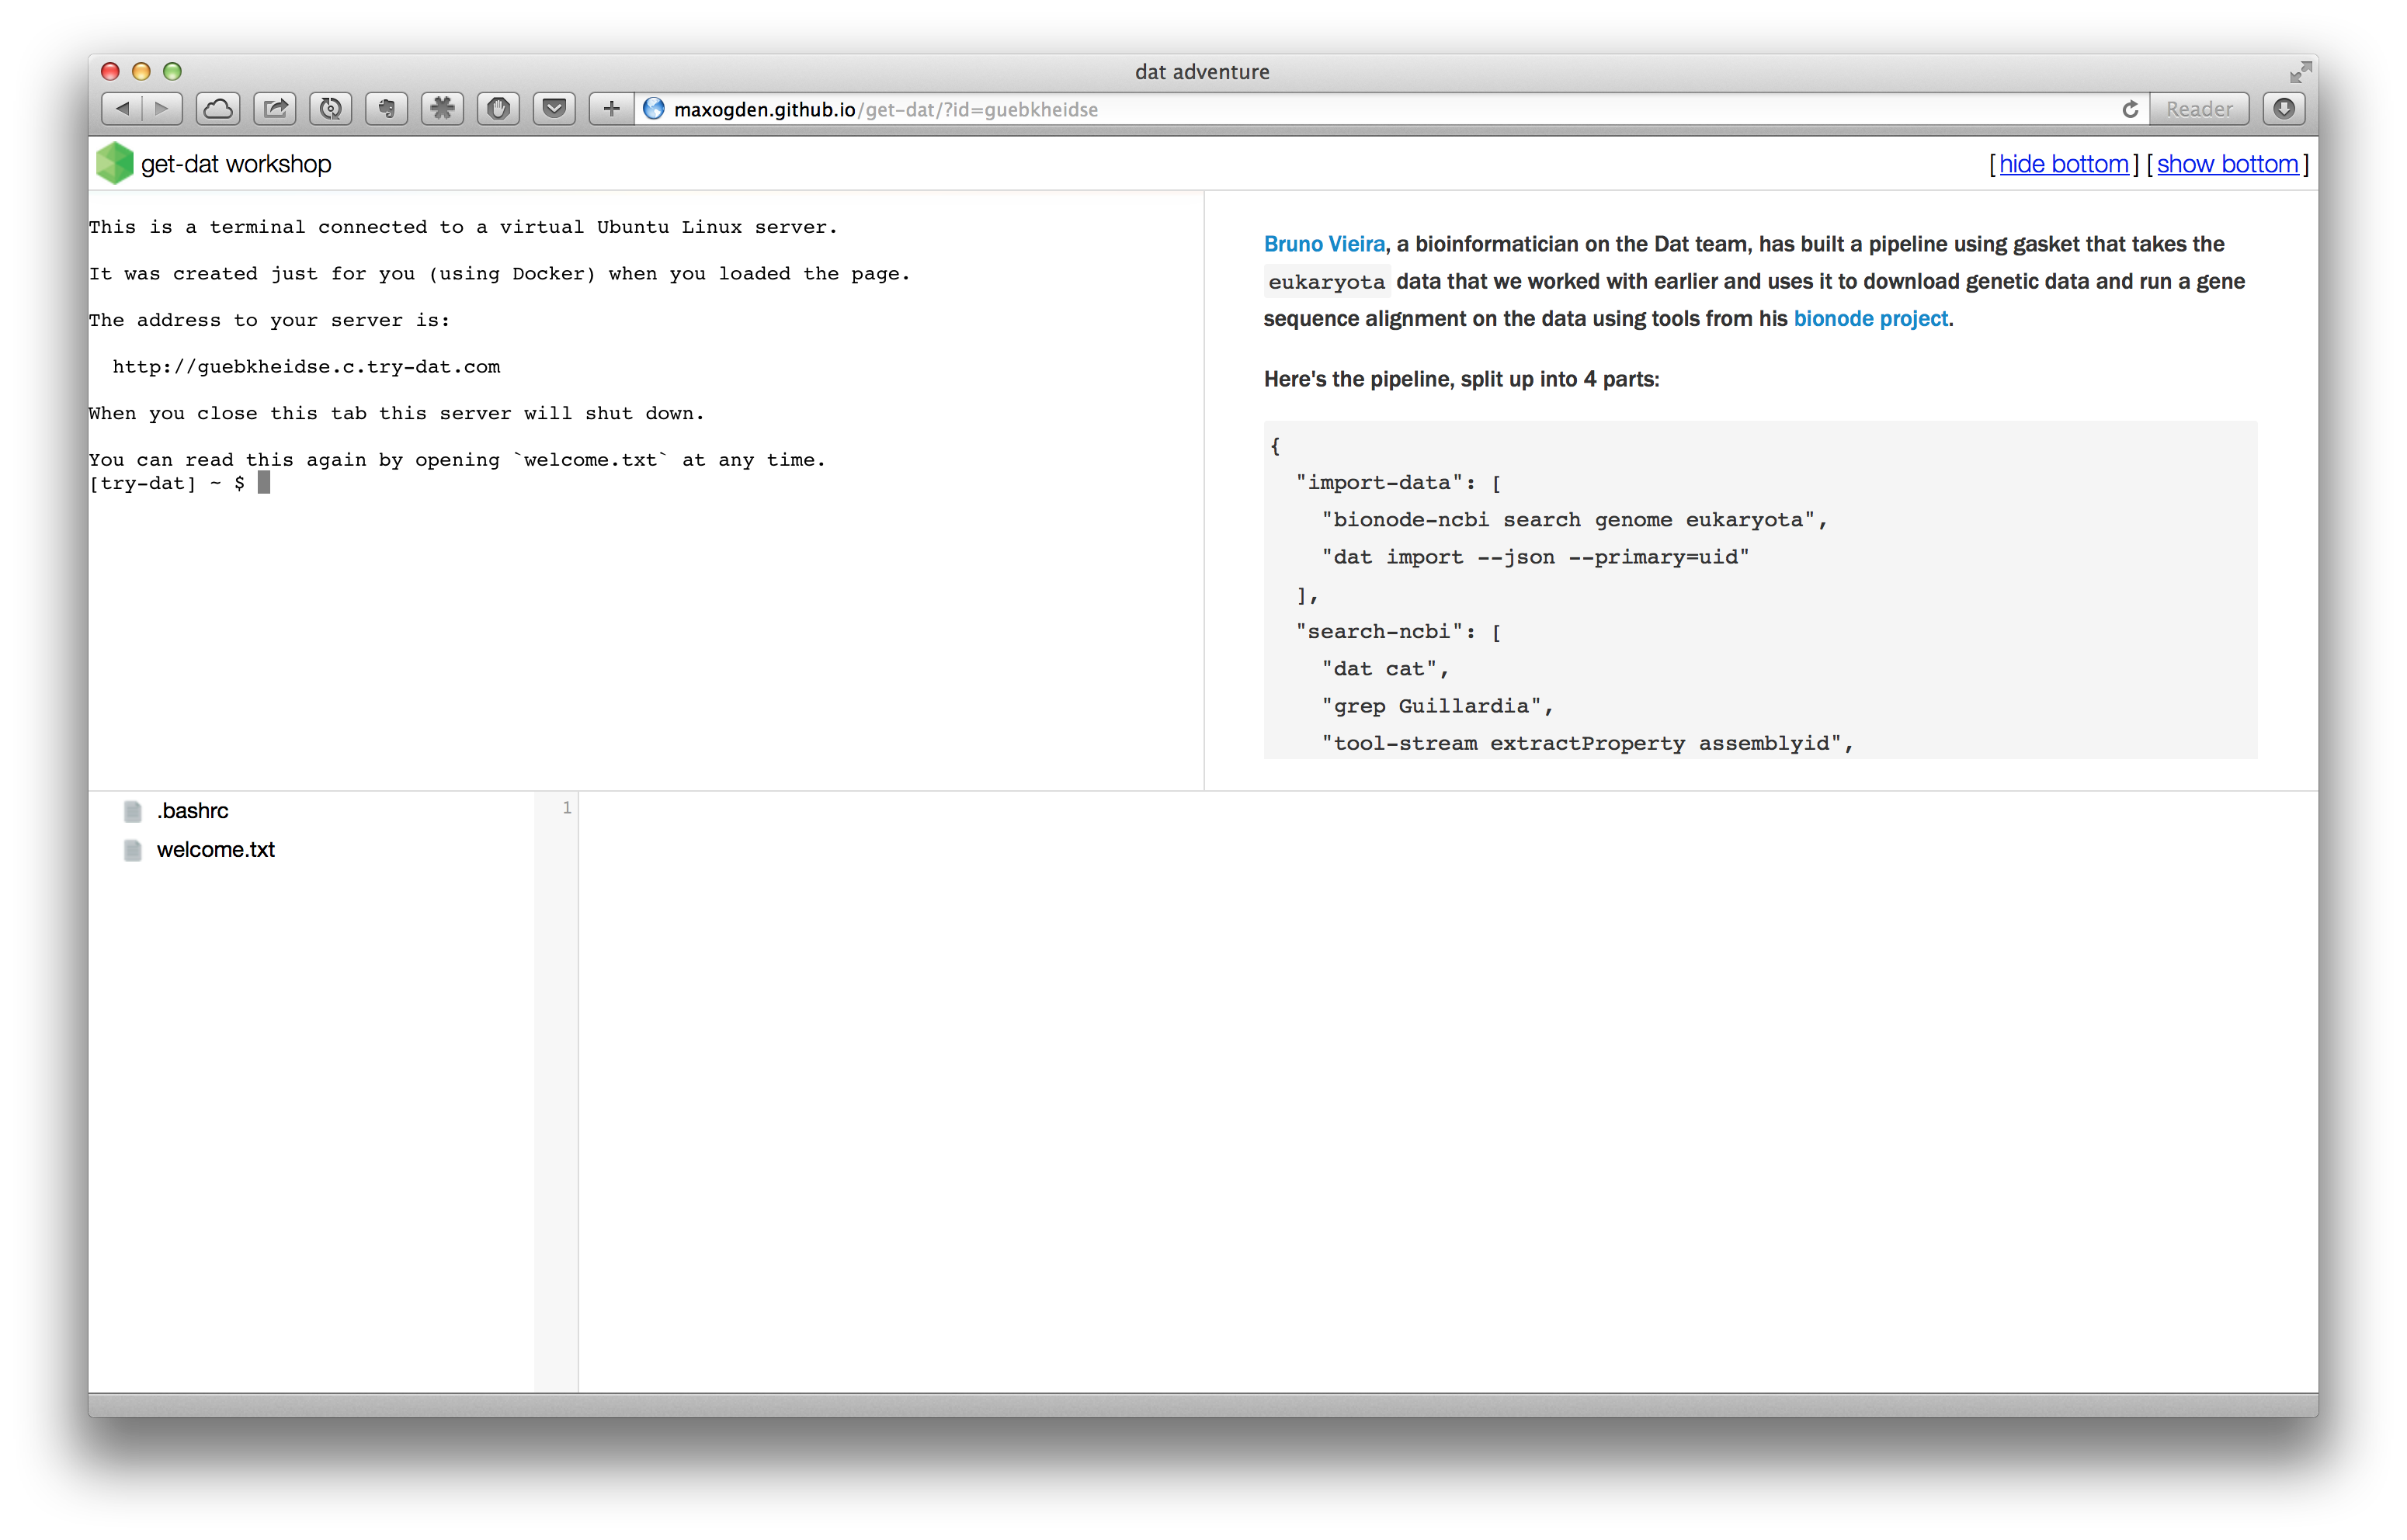 dat adventure
maxogden.github.io/get-dat/?id=guebkheidse
Reader
get-dat workshop
[hide bottom] [show bottom]
This is a terminal connected to a virtual Ubuntu Linux server.
It was created just for you (using Docker) when you loaded the page.
The address to your server is:
http://guebkheidse.c.try-dat.com
When you close this tab this server will shut down.
You can read this again by opening `welcome.txt` at any time.
[try-dat] ~ $
Bruno Vieira, a bioinformatician on the Dat team, has built a pipeline using gasket that takes the
eukaryota data that we worked with earlier and uses it to download genetic data and run a gene
sequence alignment on the data using tools from his bionode project.
Here's the pipeline, split up into 4 parts:
{
"import-data": [
"bionode-ncbi search genome eukaryota",
"dat import --json --primary=uid"
],
"search-ncbi": [
"dat cat",
"grep Guillardia",
"tool-stream extractProperty assemblyid",
.bashrc
welcome.txt
1